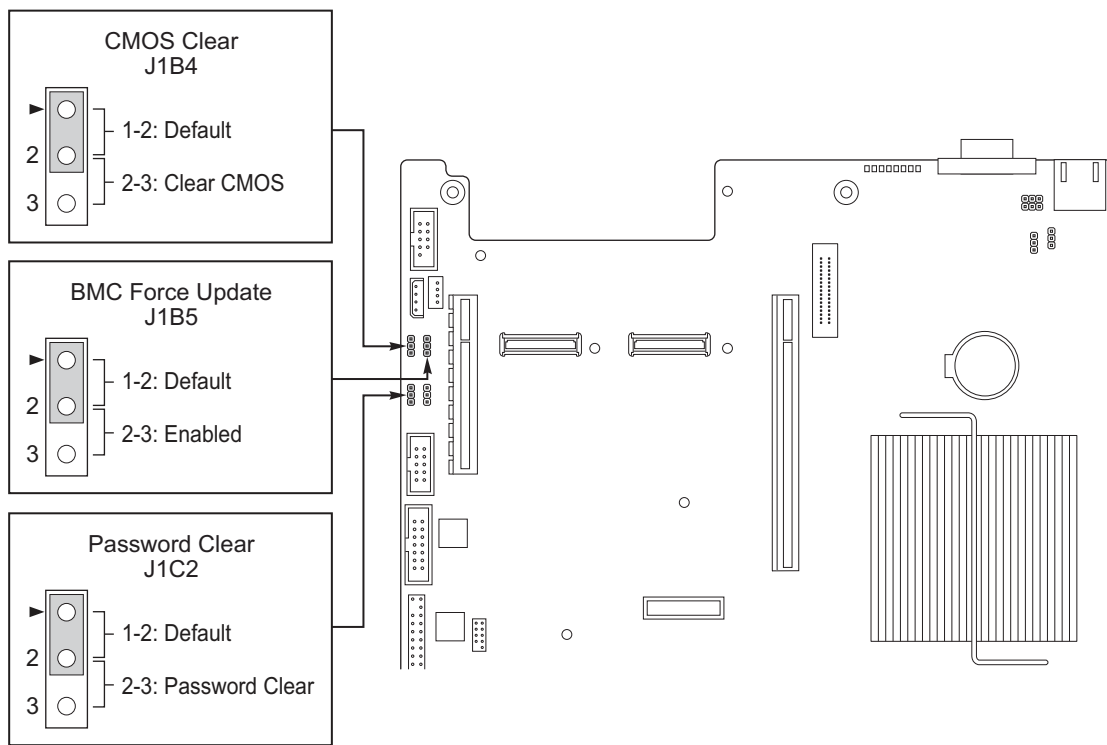 CMOS Clear
J1B4
1-2: Default
2
2-3: Clear CMOS
3
BMC Force Update
J1B5
1-2: Default
2
2-3: Enabled
3
Password Clear
J1C2
1-2: Default
2
2-3: Password Clear
3